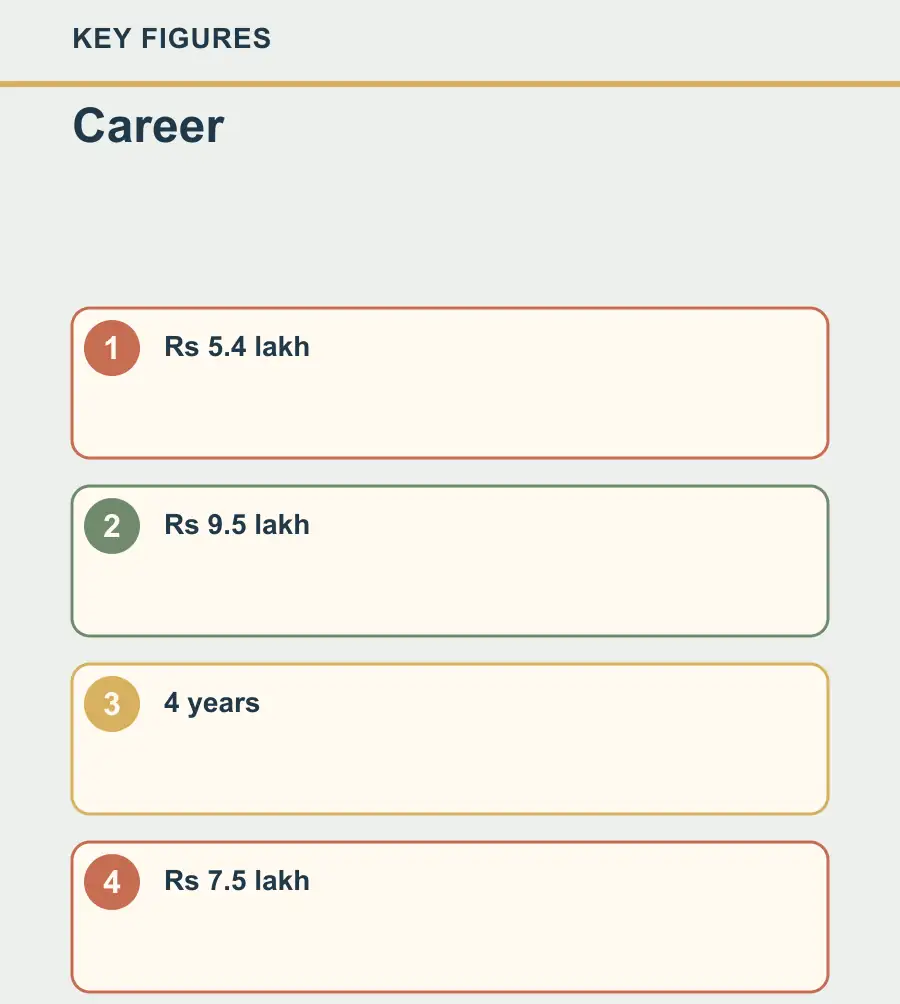 KEY FIGURES
Career
1 Rs 5.4 lakh
2 Rs 9.5 lakh
3 4 years
4 Rs 7.5 lakh